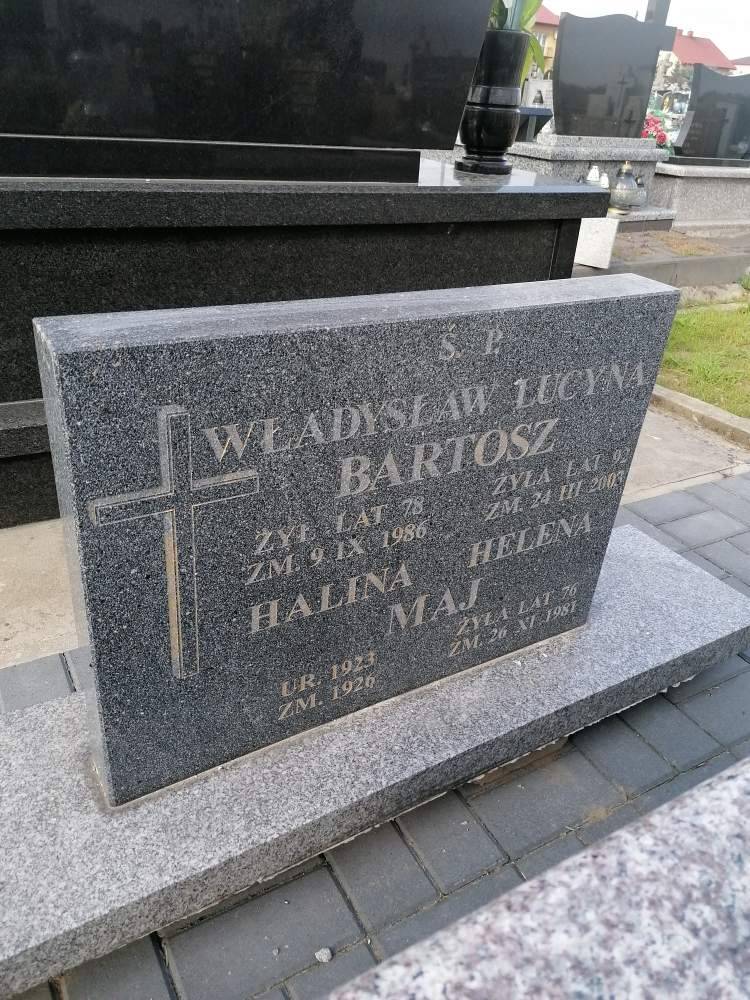 Ś. P.
WŁADYSŁAW LUCYNA
BARTOSZ
ŻYŁ LAT 78 ŻYŁA LAT 92
ZM. 9 IX 1986 ZM. 24 III 2003
HALINA HELENA
MAJ
UR. 1923 ŻYŁA LAT 76
ZM. 1926 ZM. 26 XI 1981